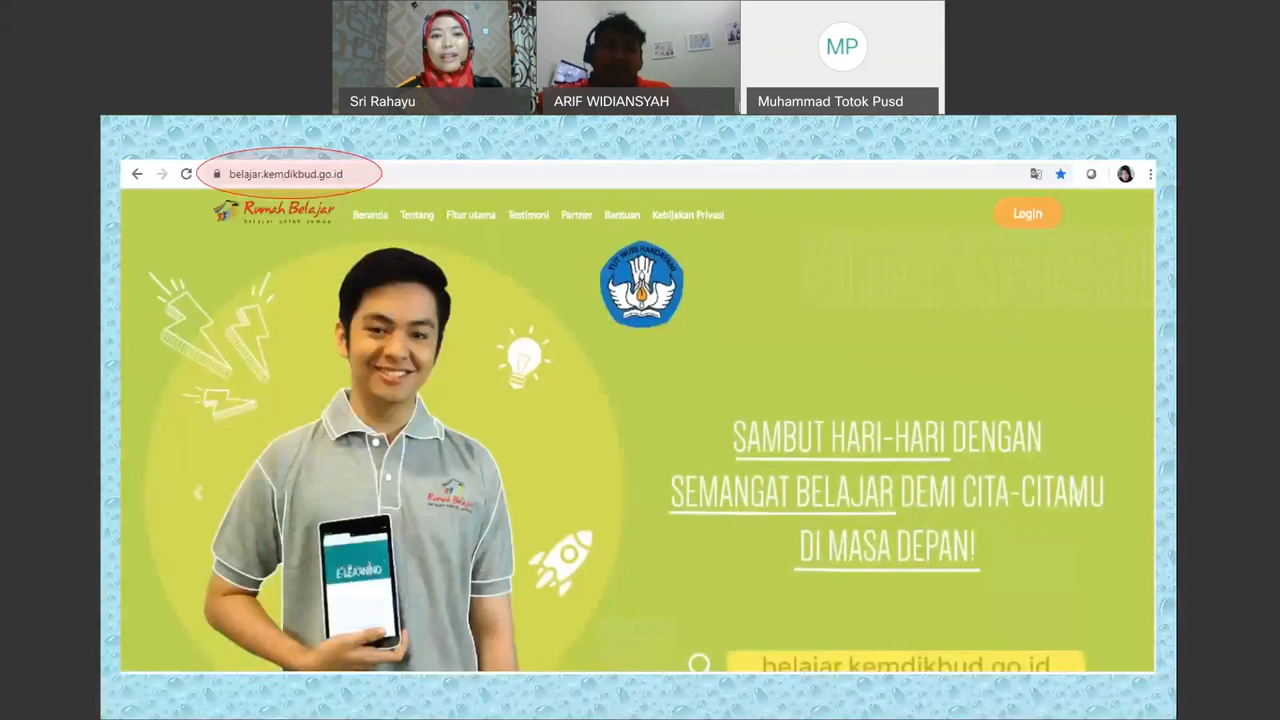 MP
Sri Rahayu
ARIF WIDIANSYAH
Muhammad Totok Pusd
belajar.kemdikbud.go.id
Rumah Belajar
belajar untuk semua
Beranda
Tentang
Fitur utama
Testimoni
Partner
Bantuan
Kebijakan Privasi
Login
TUT WURI HANDAYANI
SAMBUT HARI-HARI DENGAN
SEMANGAT BELAJAR DEMI CITA-CITAMU
DI MASA DEPAN!
Rumah Belajar
E-LEARNING
belajar.kemdikbud.go.id